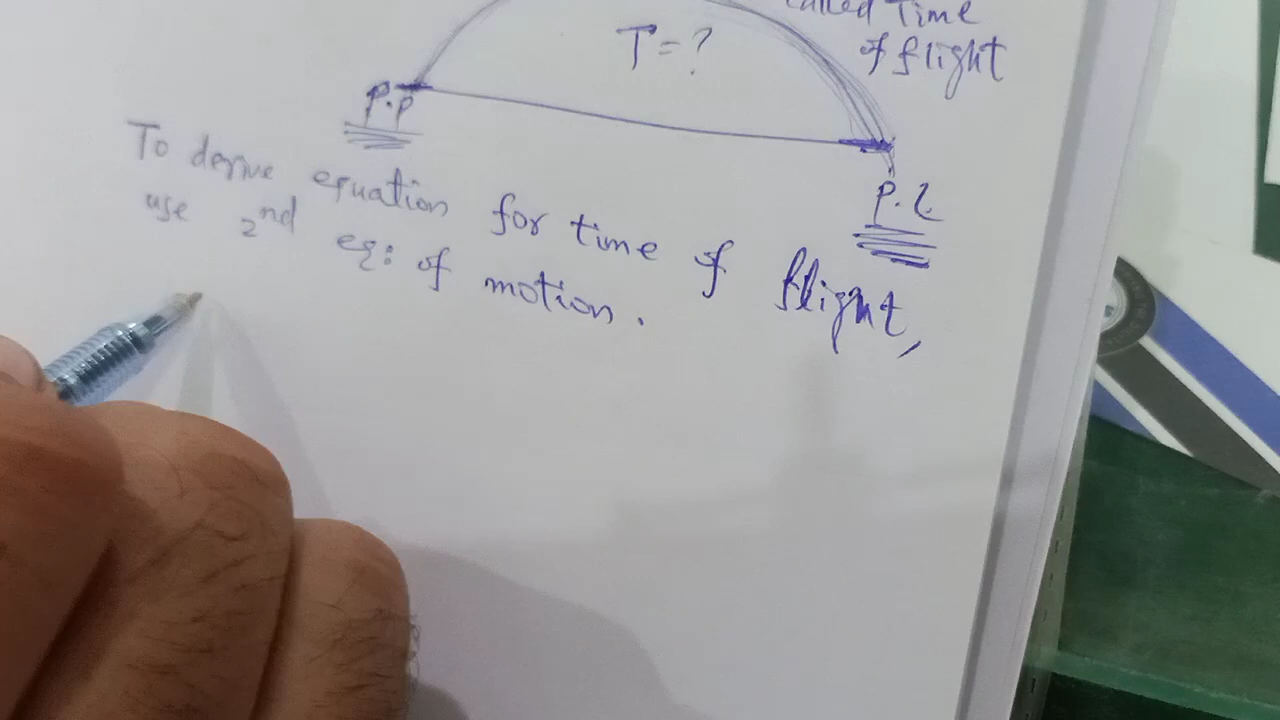 called Time
of flight
T=?
P.P
P.L
To derive equation for time of flight,
use 2nd eq: of motion.